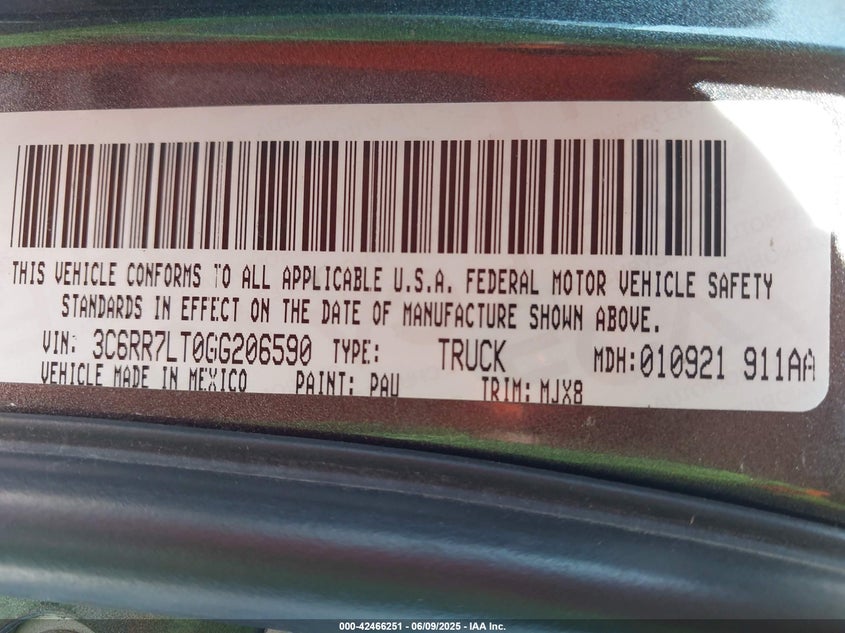 THIS VEHICLE CONFORMS TO ALL APPLICABLE U.S.A. FEDERAL MOTOR VEHICLE SAFETY
STANDARDS IN EFFECT ON THE DATE OF MANUFACTURE SHOWN ABOVE.
VIN: 3C6RR7LT0GG206590 TYPE: TRUCK MDH:010921 911AA
VEHICLE MADE IN MEXICO PAINT: PAU TRIM: MJX8
000-42466251 | 06/09/2025 - IAA Inc.